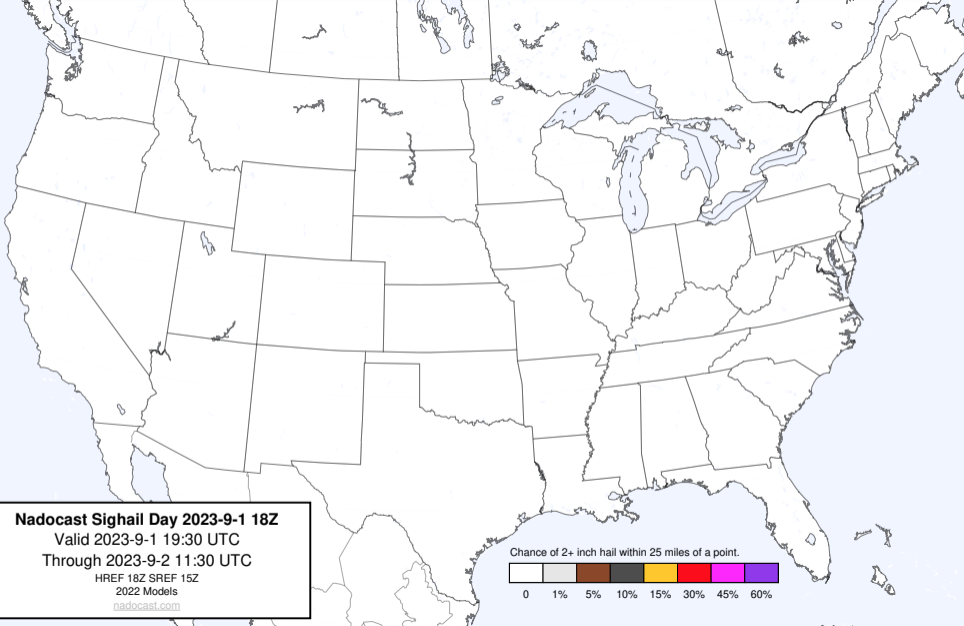 Nadocast Sighail Day 2023-9-1 18Z
Valid 2023-9-1 19:30 UTC
Through 2023-9-2 11:30 UTC
HREF 18Z SREF 15Z
2022 Models
nadocast.com
Chance of 2+ inch hail within 25 miles of a point.
0 1% 5% 10% 15% 30% 45% 60%